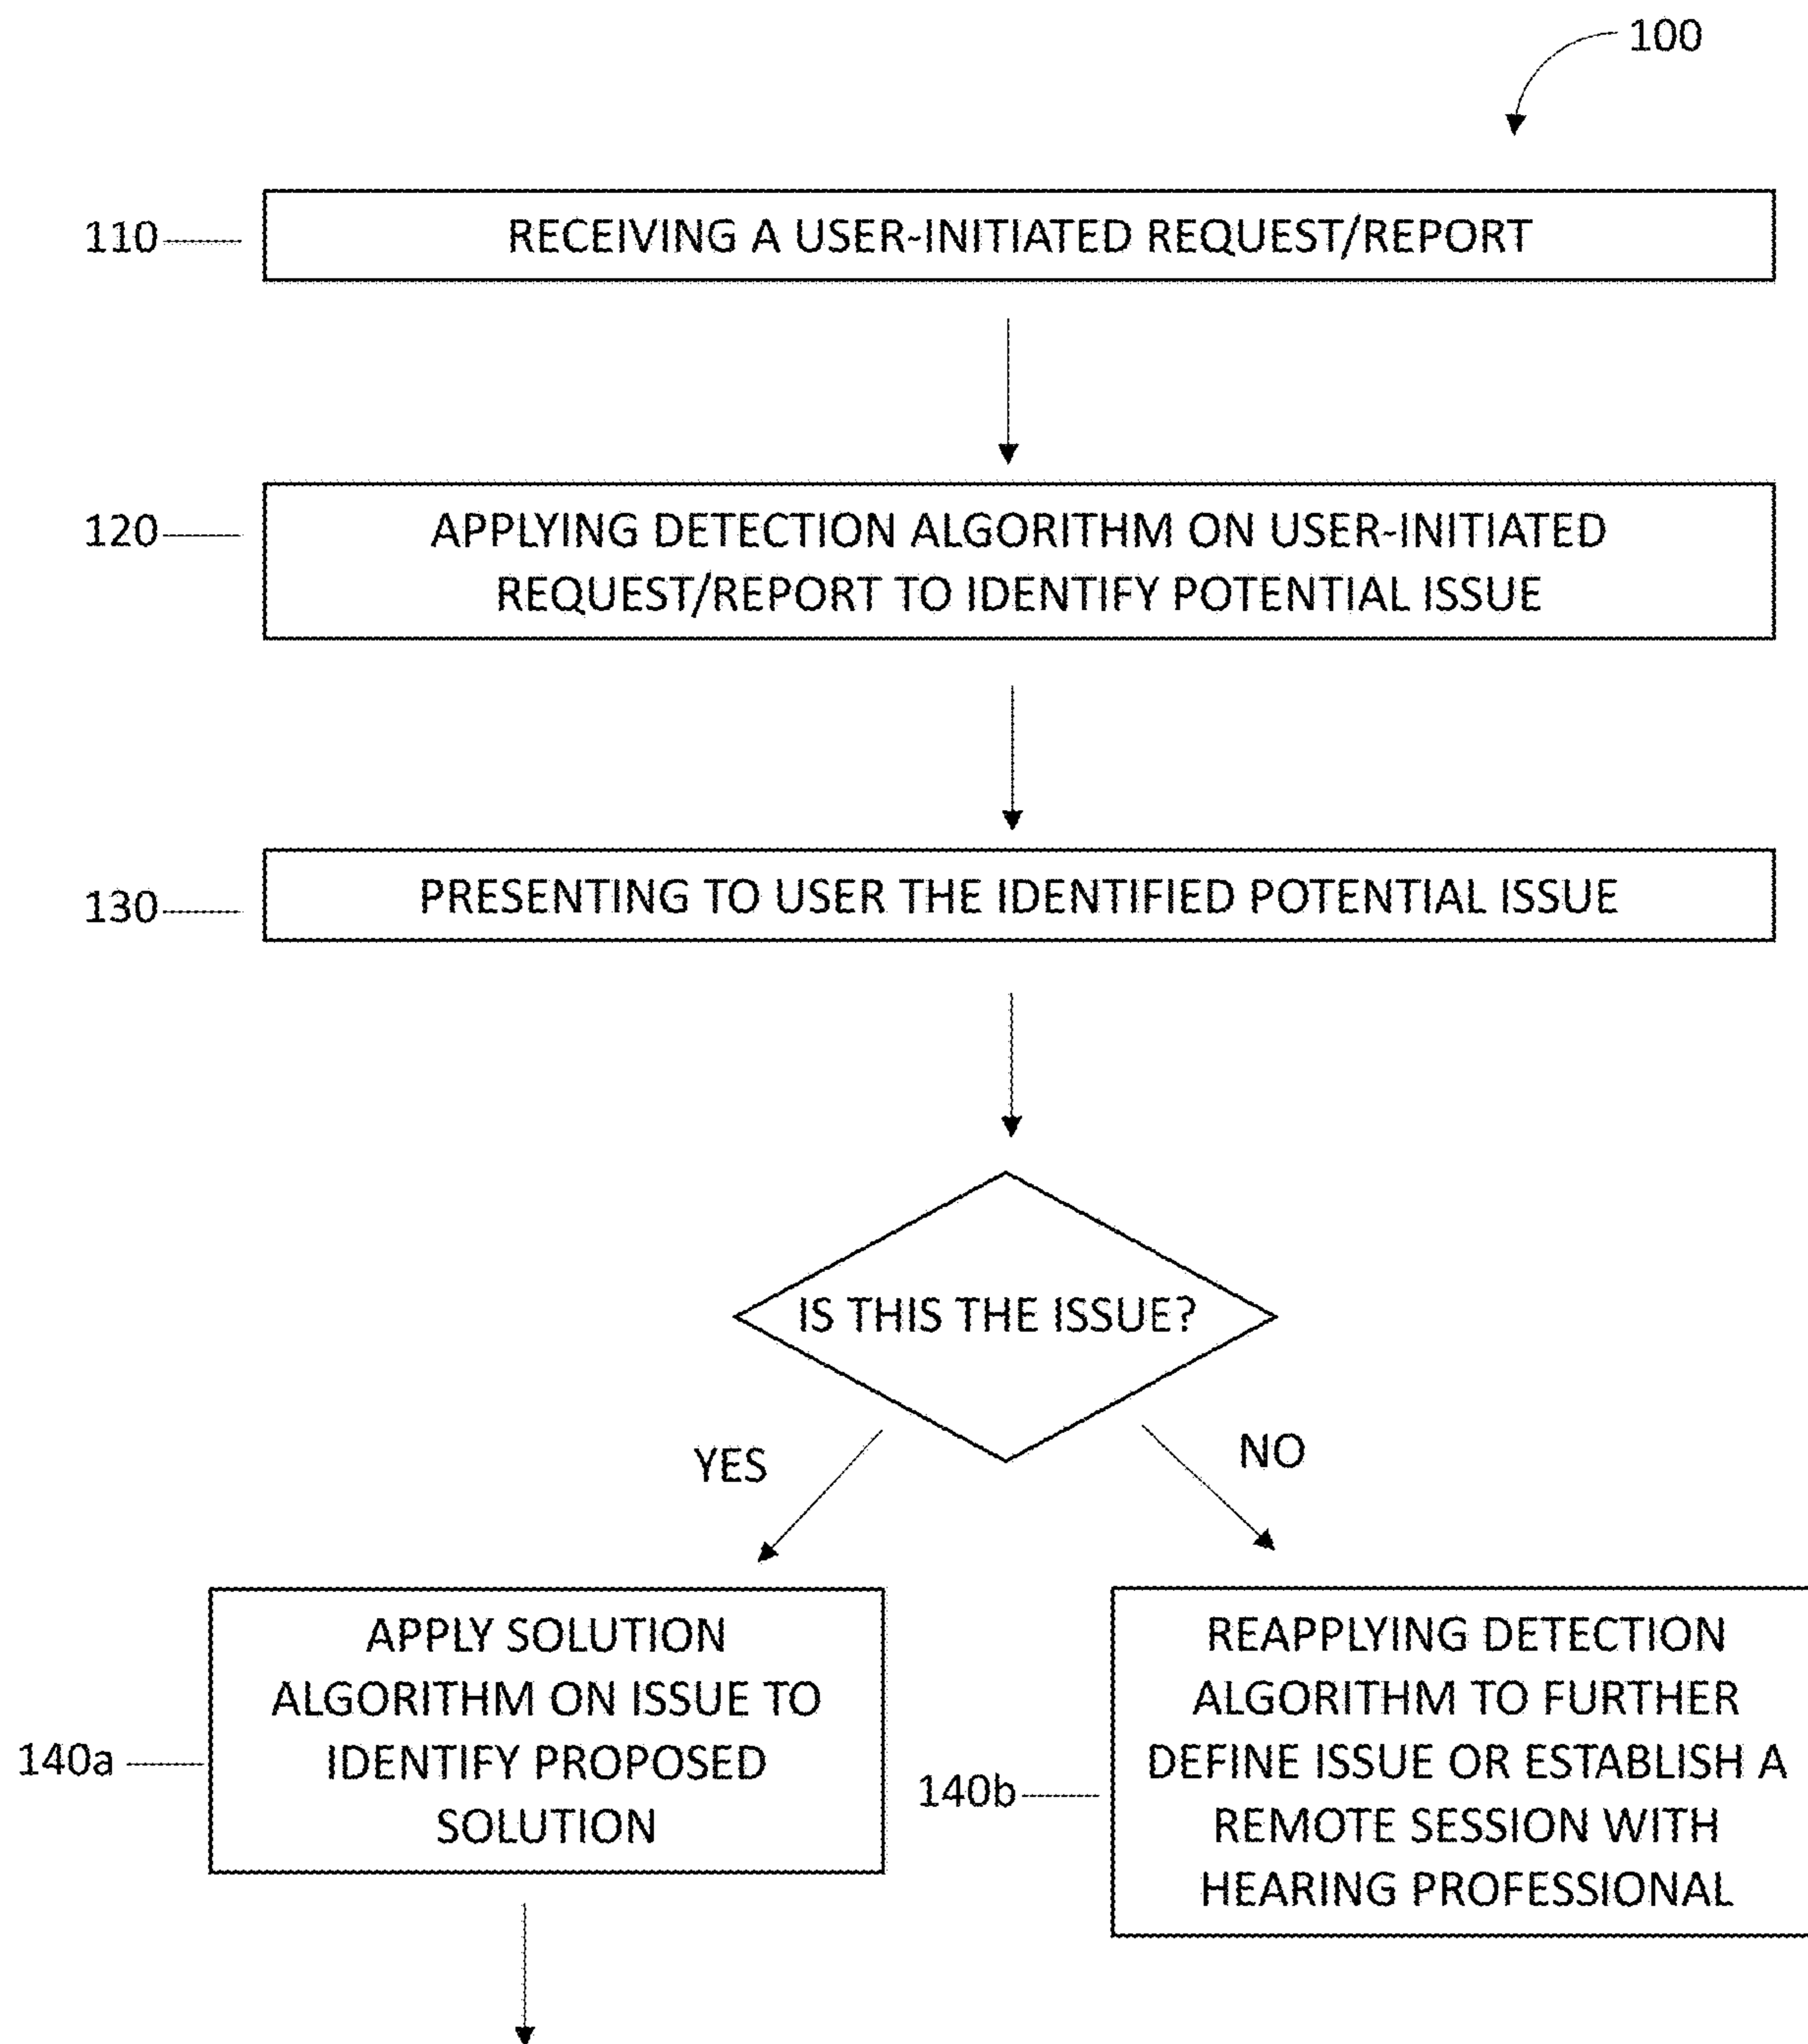 100
110
RECEIVING A USER-INITIATED REQUEST/REPORT
120
APPLYING DETECTION ALGORITHM ON USER-INITIATED
REQUEST/REPORT TO IDENTIFY POTENTIAL ISSUE
130
PRESENTING TO USER THE IDENTIFIED POTENTIAL ISSUE
IS THIS THE ISSUE?
YES
NO
140a
APPLY SOLUTION
ALGORITHM ON ISSUE TO
IDENTIFY PROPOSED
SOLUTION
140b
REAPPLYING DETECTION
ALGORITHM TO FURTHER
DEFINE ISSUE OR ESTABLISH A
REMOTE SESSION WITH
HEARING PROFESSIONAL